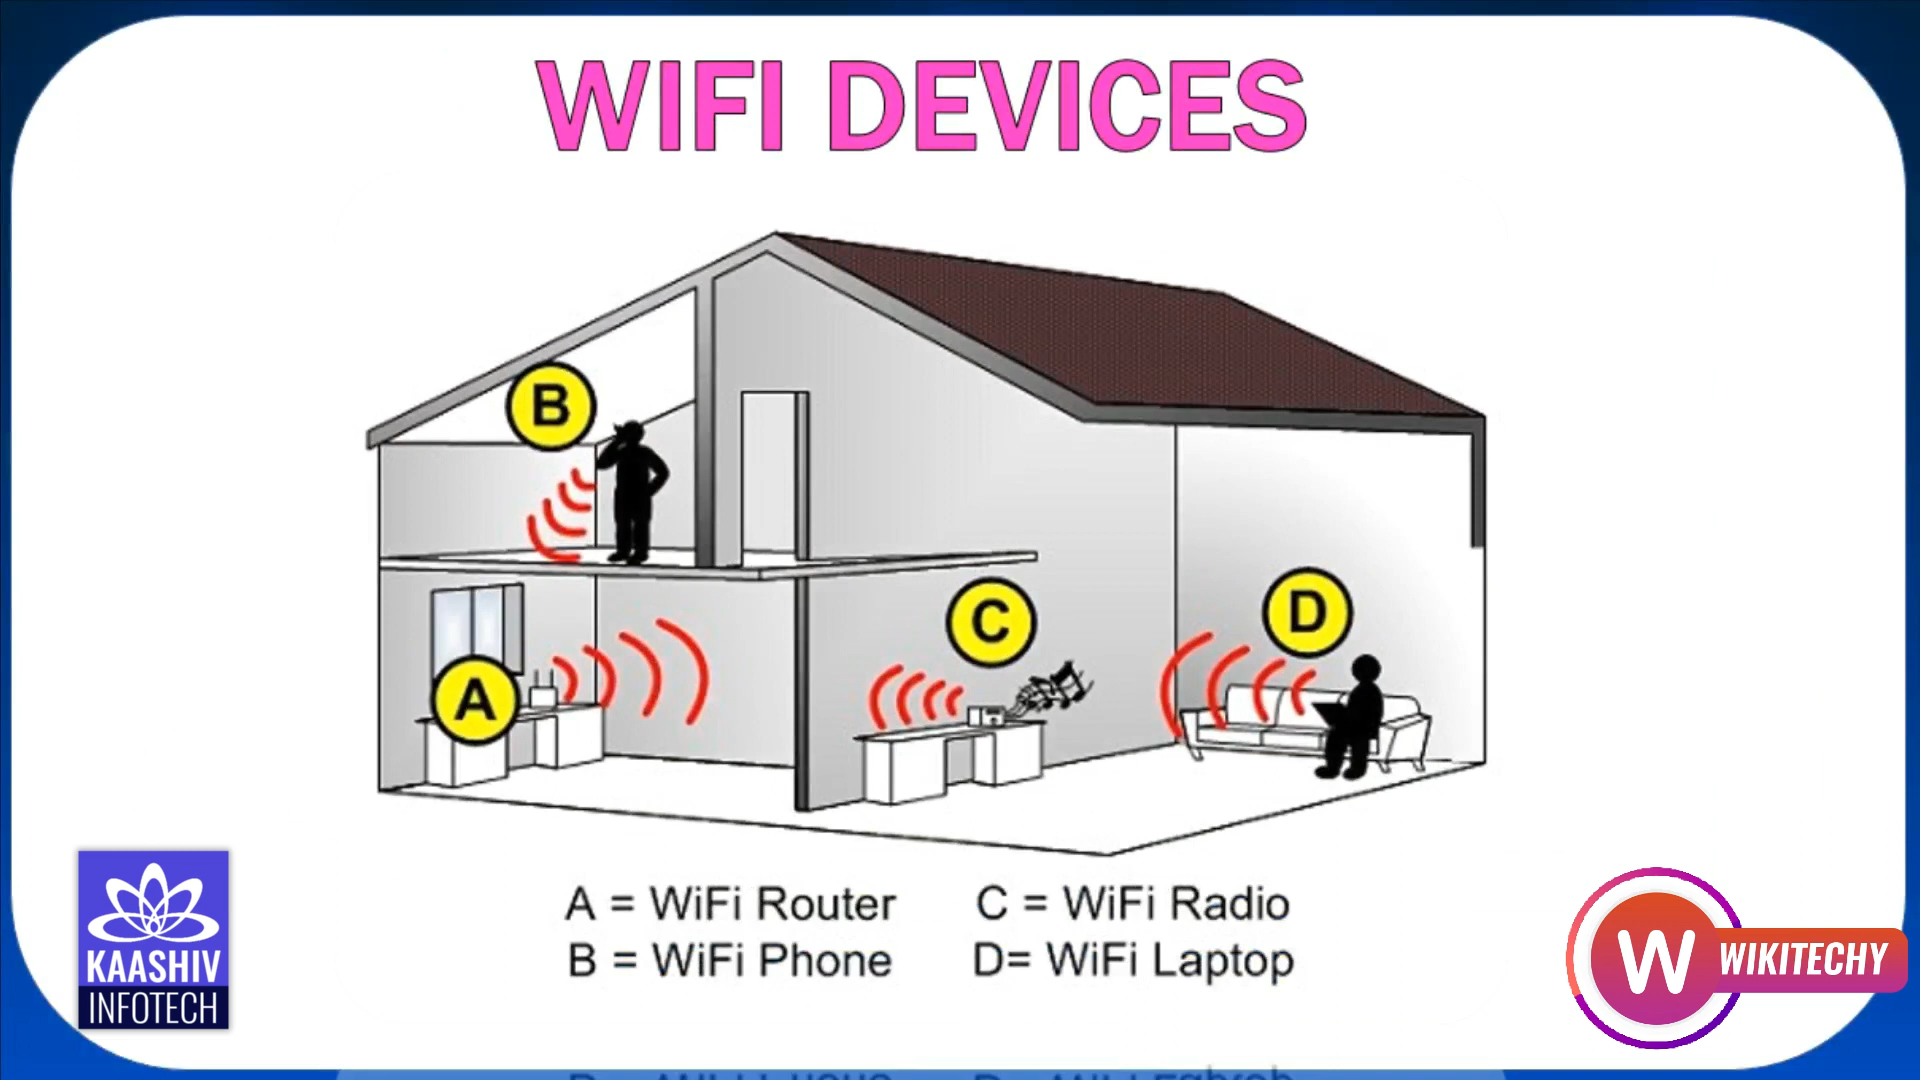 WIFI DEVICES
B
C
D
A
A = WiFi Router
C = WiFi Radio
B = WiFi Phone
D= WiFi Laptop
KAASHIV
INFOTECH
W WIKITECHY